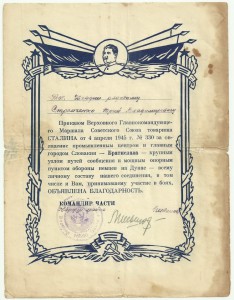 Приказом Верховного Главнокомандующего
Маршала Советского Союза товарища
СТАЛИНА от 4 апреля 1945 г. № 330 за ов-
ладение промышленным центром и главным
городом Словакии — Братислава — крупным
узлом путей сообщения и мощным опорным
пунктом обороны немцев на Дунае — всему
личному составу нашего соединения, в том
числе и Вам, принимавшему участие в боях,
ОБЪЯВЛЕНА БЛАГОДАРНОСТЬ.
КОМАНДИР ЧАСТИ